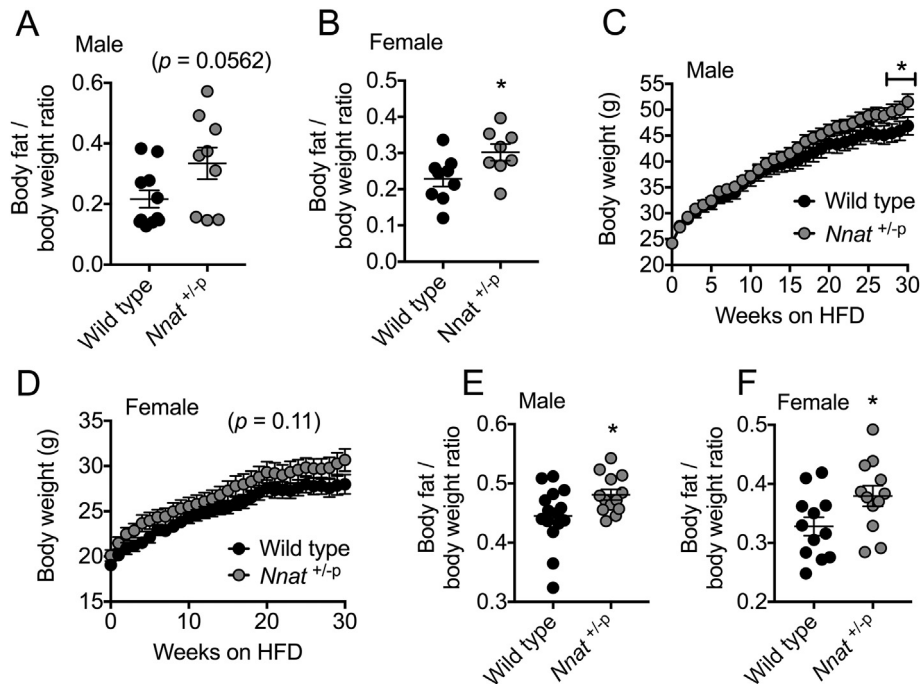 A
Male
(p = 0.0562)
Body fat /
body weight ratio
0.6
0.4
0.2
0.0
Wild type
Nnat +/-p
B
Female
*
Body fat /
body weight ratio
0.5
0.4
0.3
0.2
0.1
0.0
Wild type
Nnat +/-p
C
Male
*
Body weight (g)
55
50
45
40
35
30
25
20
Wild type
Nnat +/-p
0 5 10 15 20 25 30
Weeks on HFD
D
Female
(p = 0.11)
Body weight (g)
35
30
25
20
15
Wild type
Nnat +/-p
0 10 20 30
Weeks on HFD
E
Male
*
Body fat /
body weight ratio
0.6
0.5
0.4
0.3
Wild type
Nnat +/-p
F
Female
*
Body fat /
body weight ratio
0.5
0.4
0.3
0.2
Wild type
Nnat +/-p